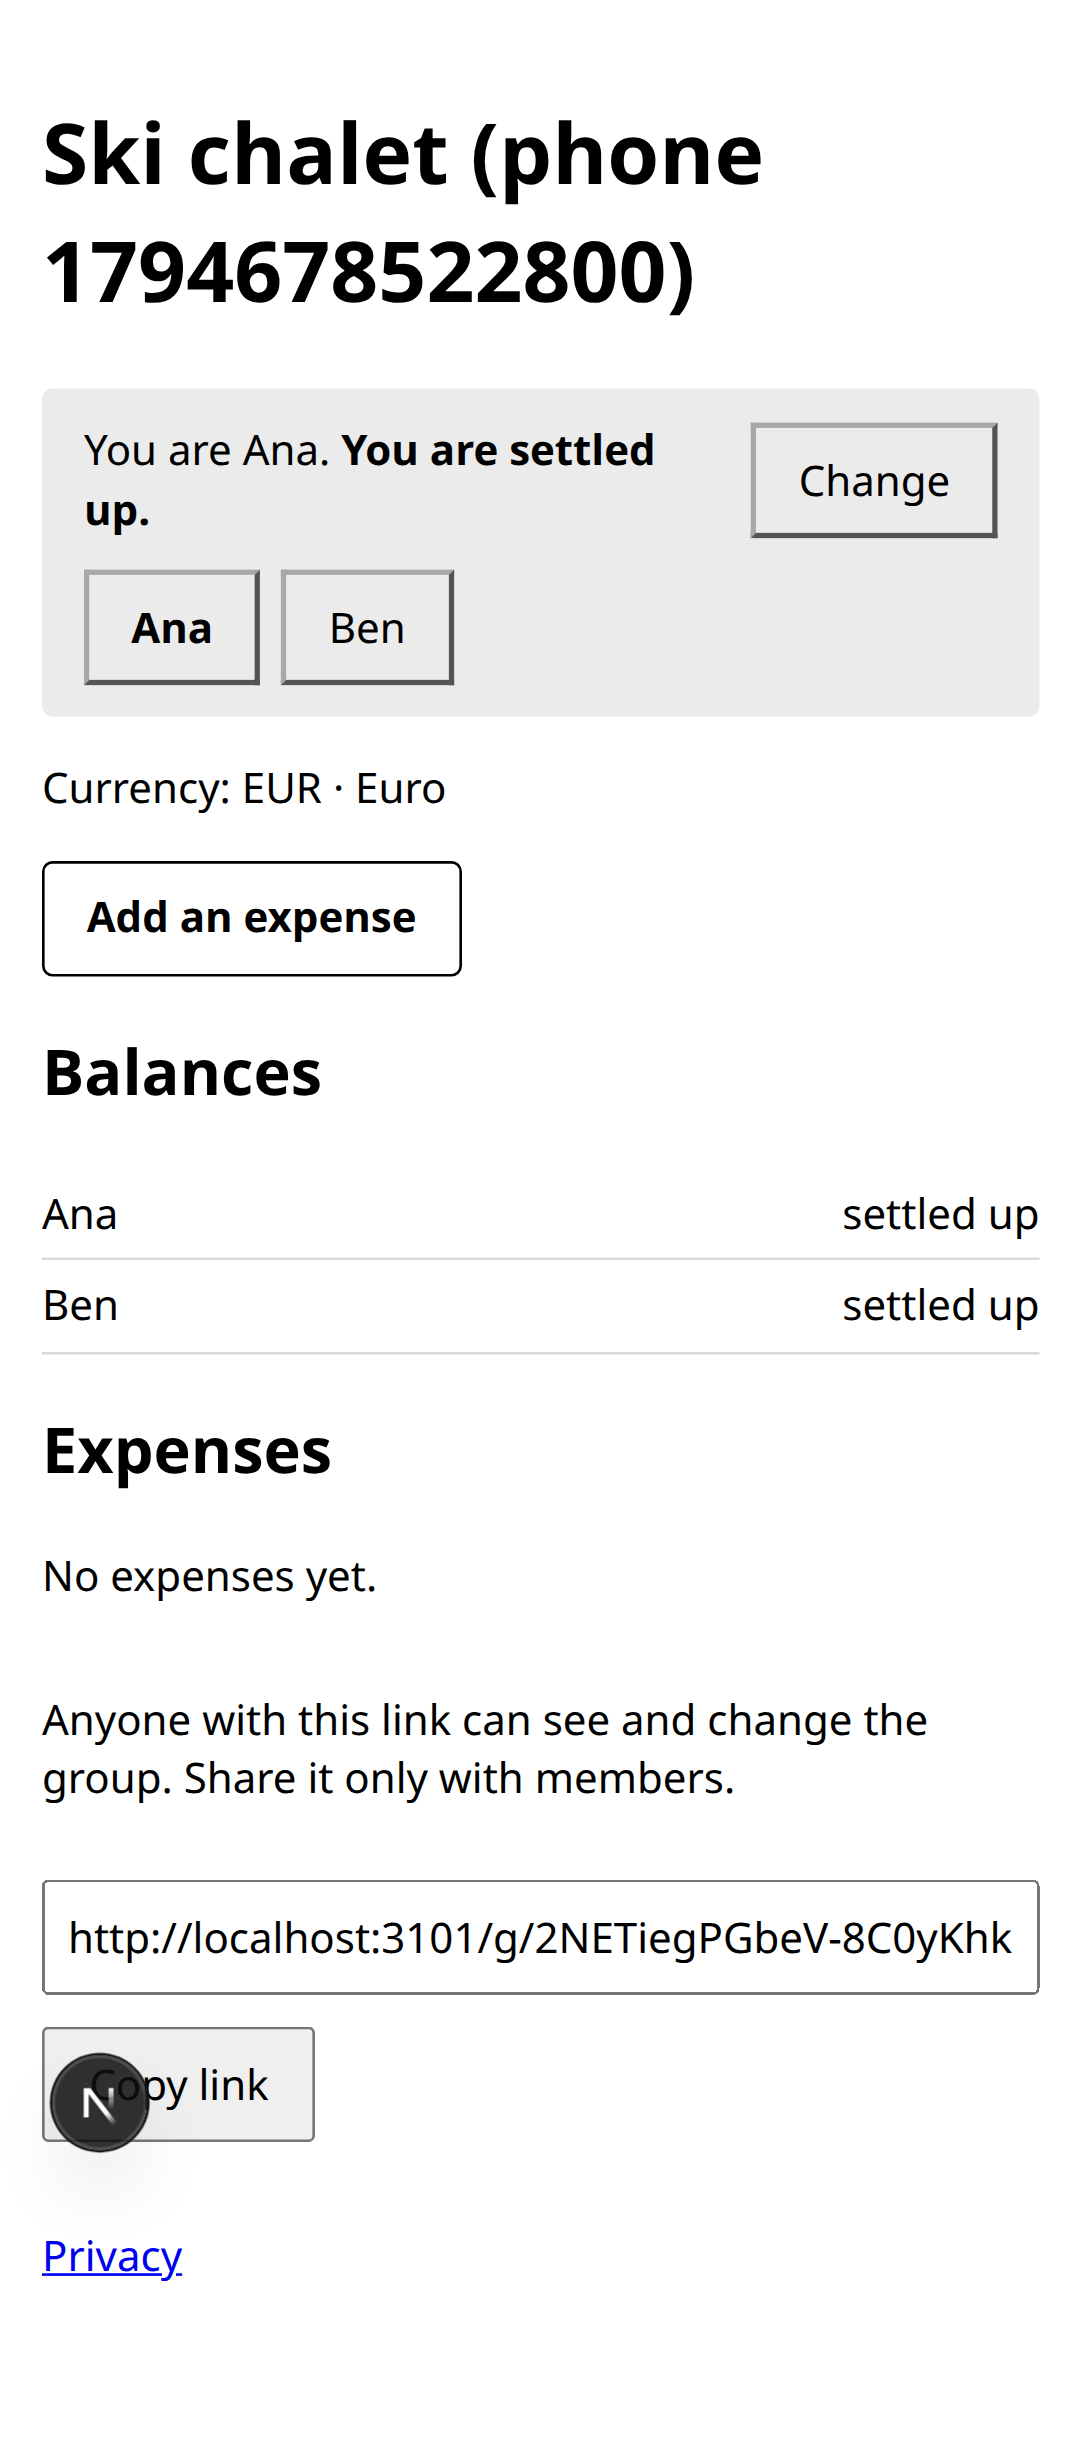 Ski chalet (phone
1794678522800)
You are Ana. You are settled
up.
Change
Ana
Ben
Currency: EUR · Euro
Add an expense
Balances
Ana settled up
Ben settled up
Expenses
No expenses yet.
Anyone with this link can see and change the
group. Share it only with members.
http://localhost:3101/g/2NETiegPGbeV-8C0yKhk
Copy link
N
Privacy